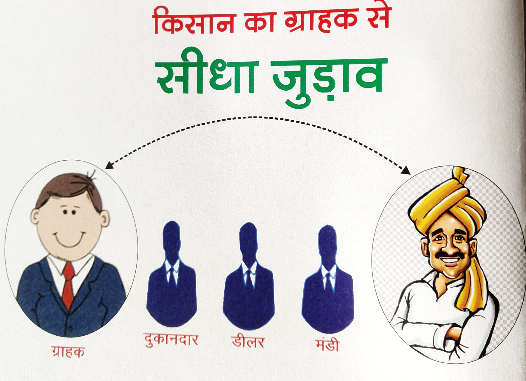 किसान का ग्राहक से
सीधा जुड़ाव
ग्राहक
दुकानदार
डीलर
मंडी